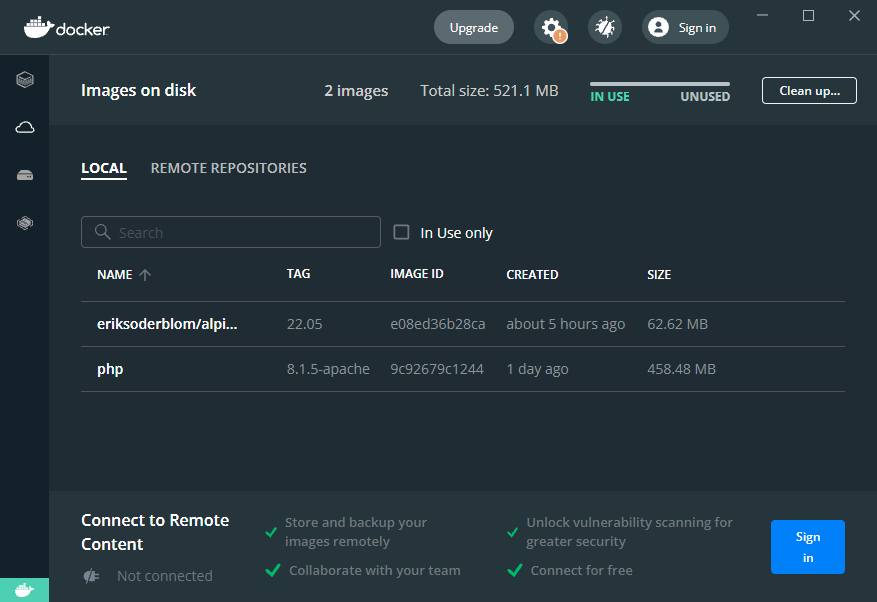 docker
Upgrade
!
Sign in
Images on disk
2 images
Total size: 521.1 MB
IN USE
UNUSED
Clean up...
LOCAL
REMOTE REPOSITORIES
Search
In Use only
NAME TAG IMAGE ID CREATED SIZE
eriksoderblom/alpi... 22.05 e08ed36b28ca about 5 hours ago 62.62 MB
php 8.1.5-apache 9c92679c1244 1 day ago 458.48 MB
Connect to Remote
Content
Not connected
Store and backup your
images remotely
Collaborate with your team
Unlock vulnerability scanning for
greater security
Connect for free
Sign
in